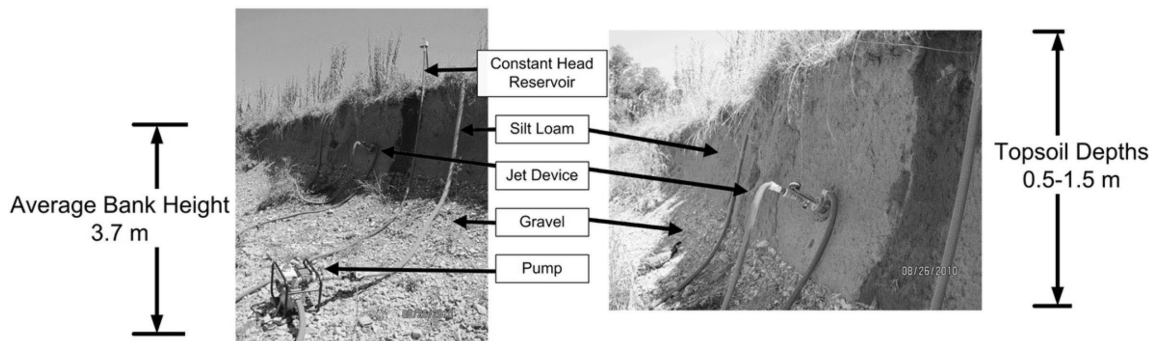 Constant Head
Reservoir
Silt Loam
Jet Device
Gravel
Pump
Average Bank Height
3.7 m
Topsoil Depths
0.5-1.5 m
08/26/2010